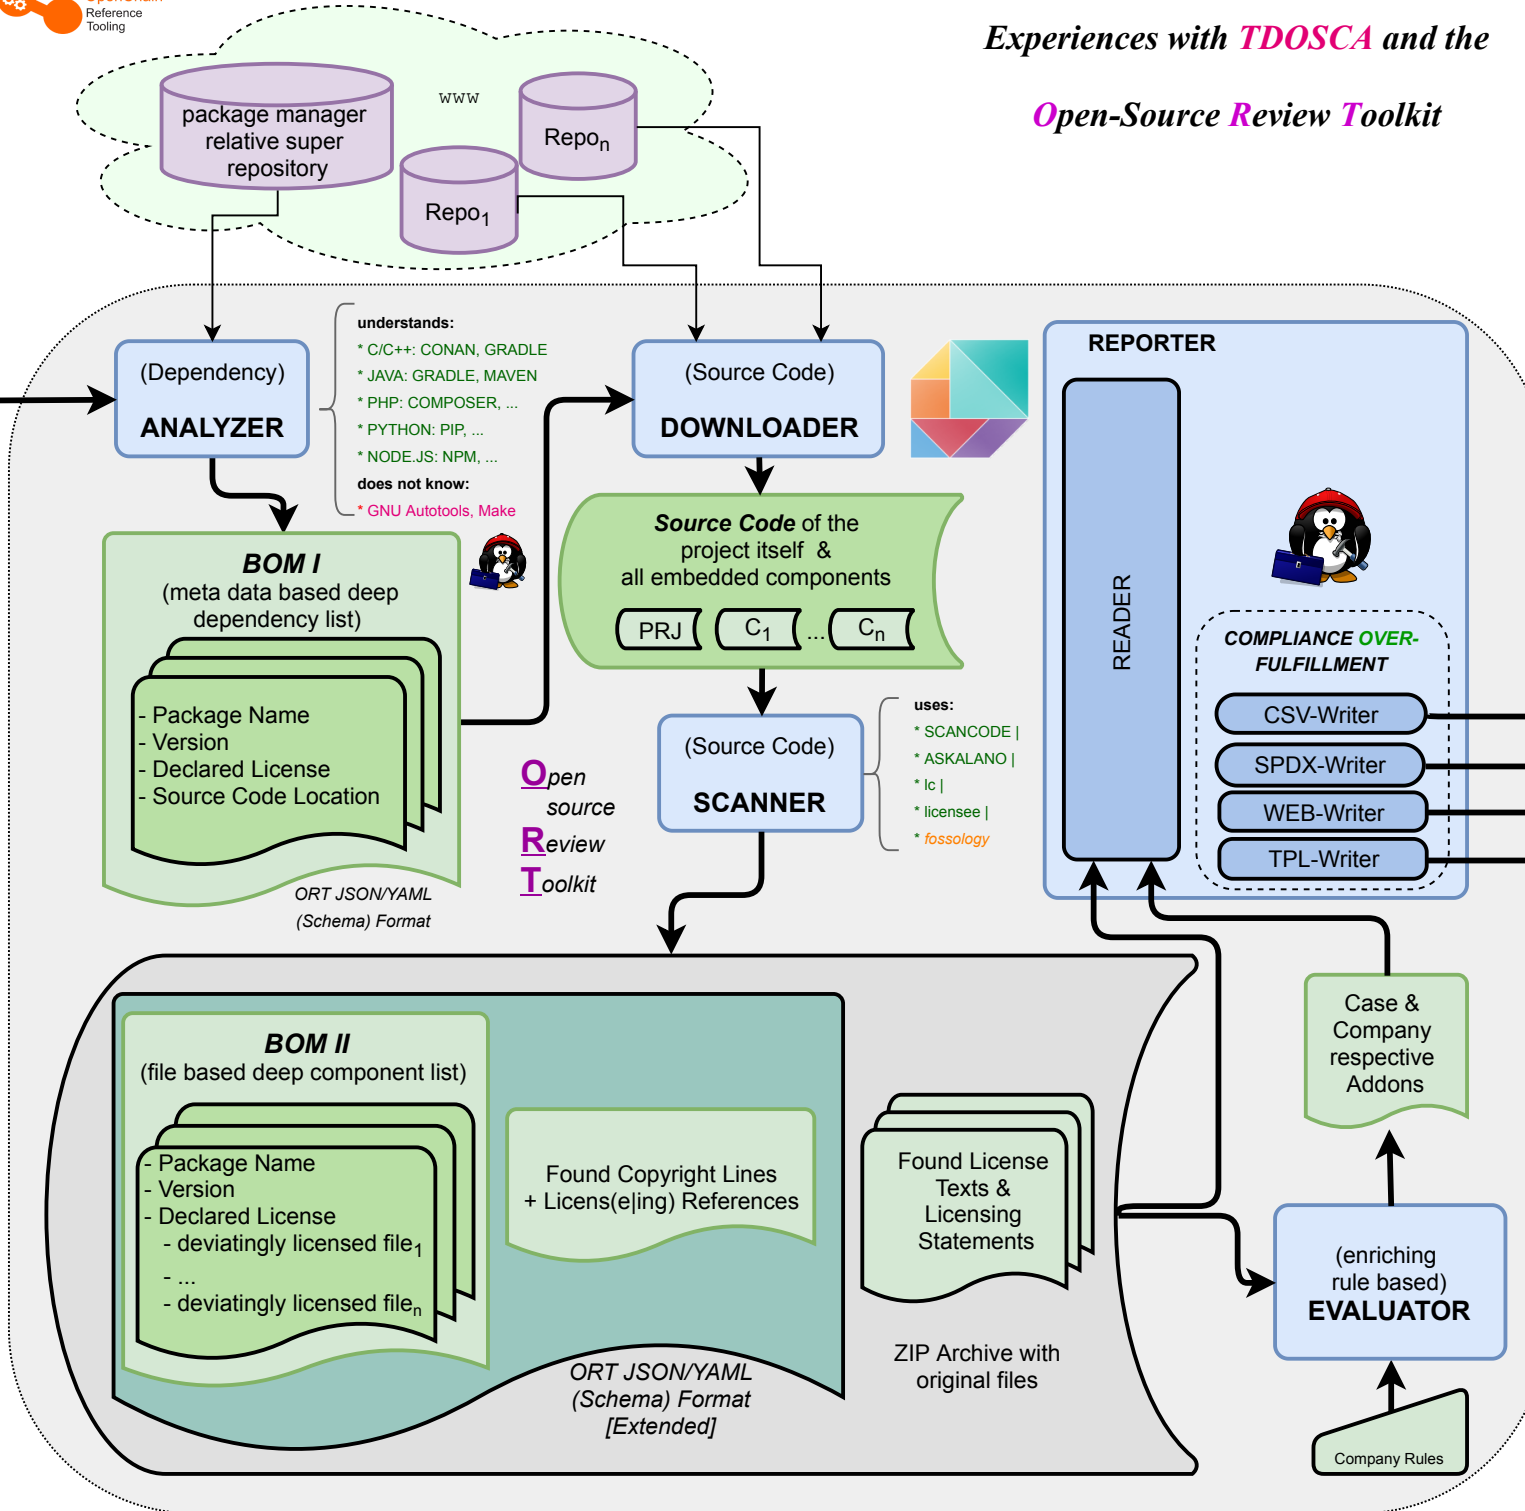 OpenChain
Reference
Tooling
Experiences with TDOSCA and the
Open-Source Review Toolkit
www
package manager
relative super
repository
Repo1
Repon
(Dependency)
ANALYZER
understands:
* C/C++: CONAN, GRADLE
* JAVA: GRADLE, MAVEN
* PHP: COMPOSER, ...
* PYTHON: PIP, ...
* NODE.JS: NPM, ...
does not know:
* GNU Autotools, Make
(Source Code)
DOWNLOADER
REPORTER
READER
COMPLIANCE OVER-
FULFILLMENT
CSV-Writer
SPDX-Writer
WEB-Writer
TPL-Writer
BOM I
(meta data based deep
dependency list)
- Package Name
- Version
- Declared License
- Source Code Location
ORT JSON/YAML
(Schema) Format
Source Code of the
project itself &
all embedded components
PRJ
C1
...
Cn
(Source Code)
SCANNER
uses:
* SCANCODE |
* ASKALANO |
* lc |
* licensee |
* fossology
Open
source
Review
Toolkit
BOM II
(file based deep component list)
- Package Name
- Version
- Declared License
- deviatingly licensed file1
- ...
- deviatingly licensed filen
Found Copyright Lines
+ Licens(e|ing) References
ORT JSON/YAML
(Schema) Format
[Extended]
Found License
Texts &
Licensing
Statements
ZIP Archive with
original files
Case &
Company
respective
Addons
(enriching
rule based)
EVALUATOR
Company Rules